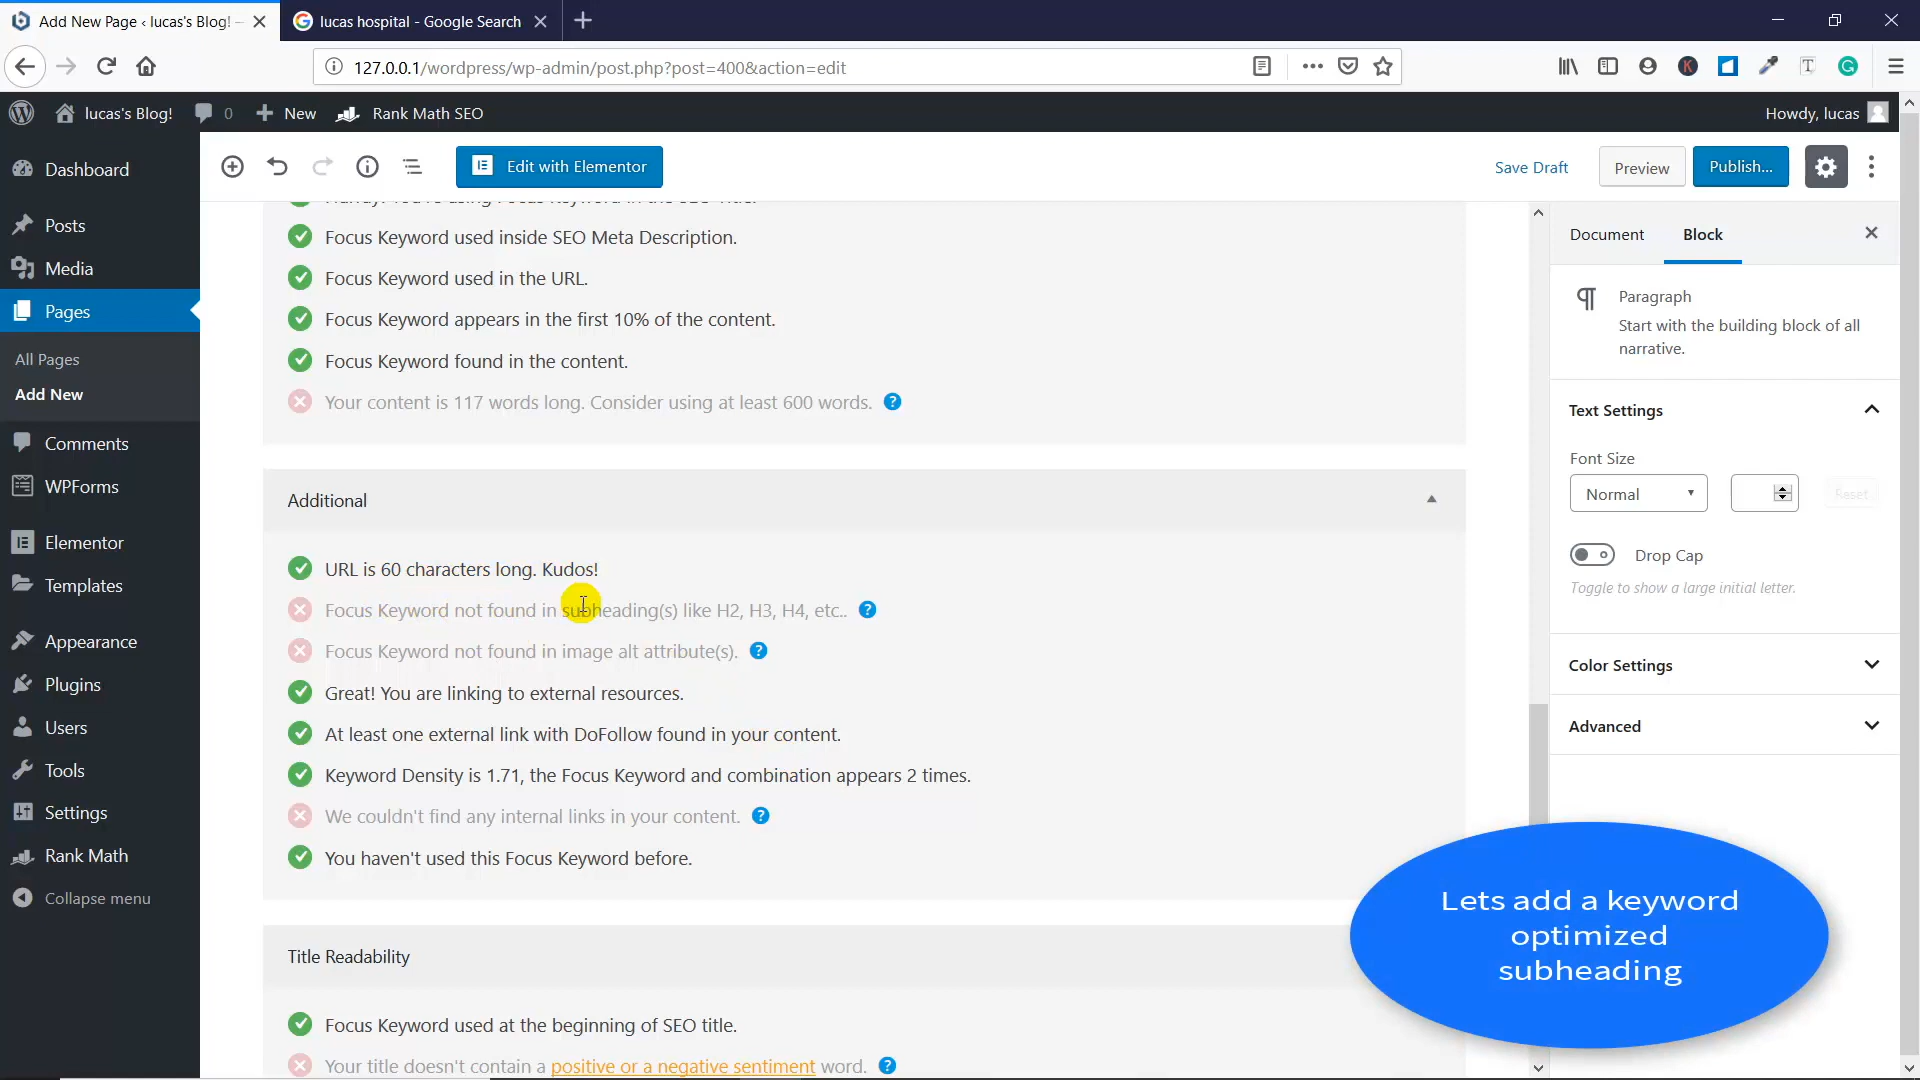 Add New Page ‹ lucas's Blog! —
lucas hospital - Google Search
127.0.0.1/wordpress/wp-admin/post.php?post=400&action=edit
lucas's Blog!
0
New
Rank Math SEO
Howdy, lucas
Dashboard
Posts
Media
Pages
All Pages
Add New
Comments
WPForms
Elementor
Templates
Appearance
Plugins
Users
Tools
Settings
Rank Math
Collapse menu
Edit with Elementor
Save Draft
Preview
Publish...
Focus Keyword used inside SEO Meta Description.
Focus Keyword used in the URL.
Focus Keyword appears in the first 10% of the content.
Focus Keyword found in the content.
Your content is 117 words long. Consider using at least 600 words.
Additional
URL is 60 characters long. Kudos!
Focus Keyword not found in subheading(s) like H2, H3, H4, etc..
Focus Keyword not found in image alt attribute(s).
Great! You are linking to external resources.
At least one external link with DoFollow found in your content.
Keyword Density is 1.71, the Focus Keyword and combination appears 2 times.
We couldn't find any internal links in your content.
You haven't used this Focus Keyword before.
Title Readability
Focus Keyword used at the beginning of SEO title.
Your title doesn't contain a positive or a negative sentiment word.
Document
Block
Paragraph
Start with the building block of all
narrative.
Text Settings
Font Size
Normal
Reset
Drop Cap
Toggle to show a large initial letter.
Color Settings
Advanced
Lets add a keyword
optimized
subheading